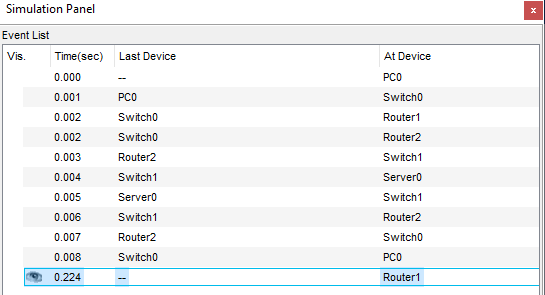 Simulation Panel x
Event List
Vis. Time(sec) Last Device At Device
0.000 -- PC0
0.001 PC0 Switch0
0.002 Switch0 Router1
0.002 Switch0 Router2
0.003 Router2 Switch1
0.004 Switch1 Server0
0.005 Server0 Switch1
0.006 Switch1 Router2
0.007 Router2 Switch0
0.008 Switch0 PC0
0.224 -- Router1